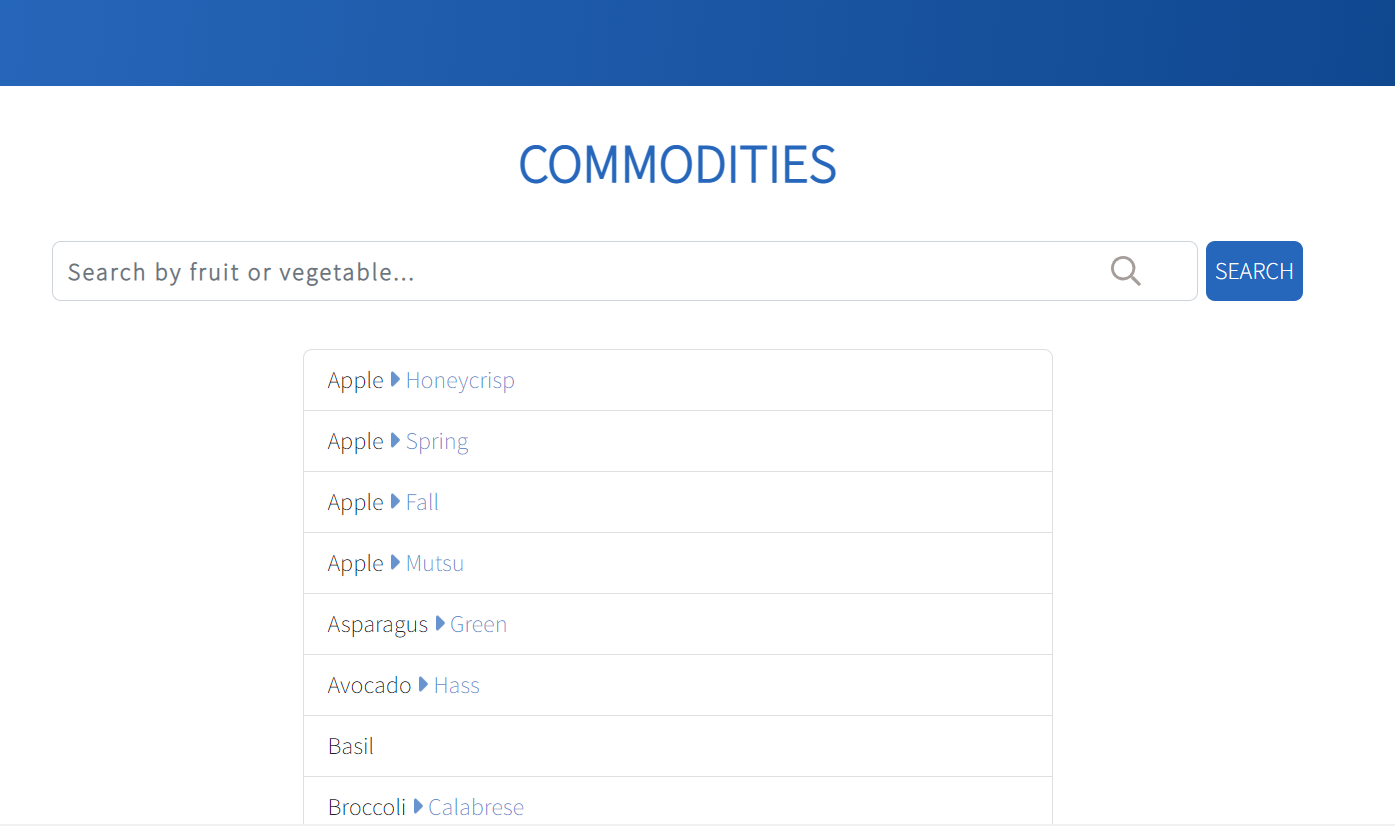 COMMODITIES
Search by fruit or vegetable...
SEARCH
Apple Honeycrisp
Apple Spring
Apple Fall
Apple Mutsu
Asparagus Green
Avocado Hass
Basil
Broccoli Calabrese